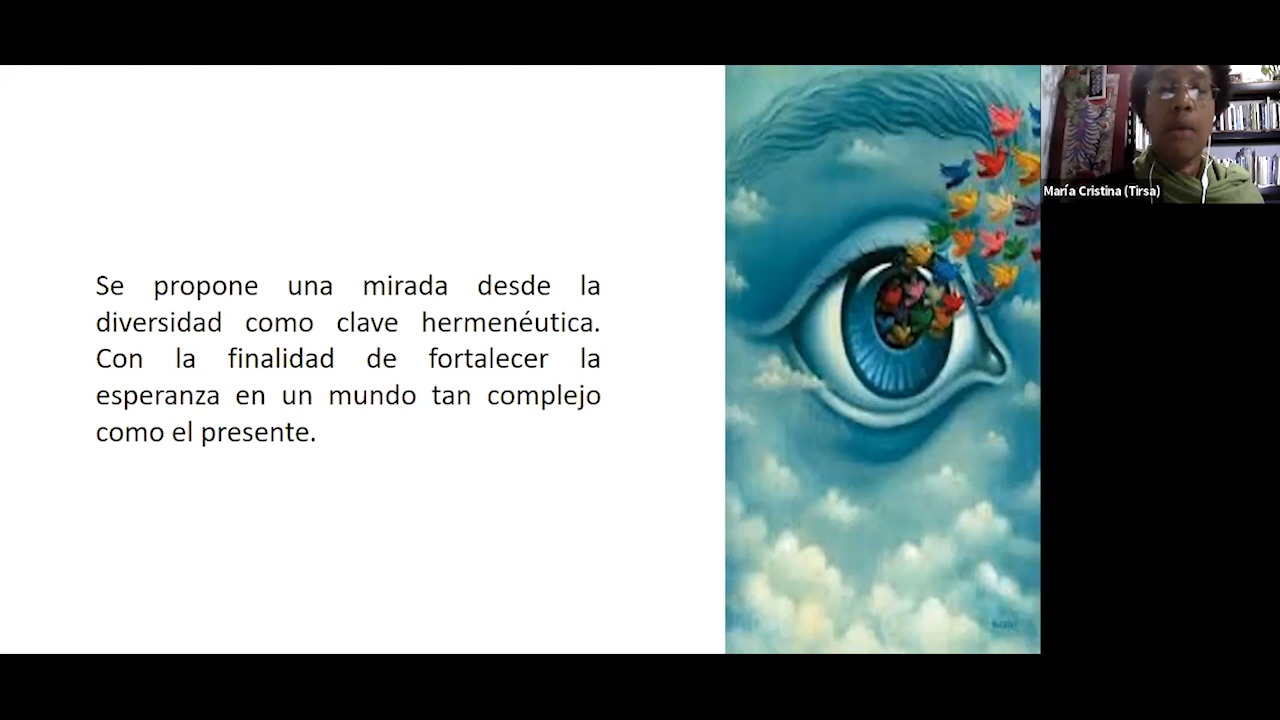 Se propone una mirada desde la
diversidad como clave hermenéutica.
Con la finalidad de fortalecer la
esperanza en un mundo tan complejo
como el presente.
María Cristina (Tirsa)